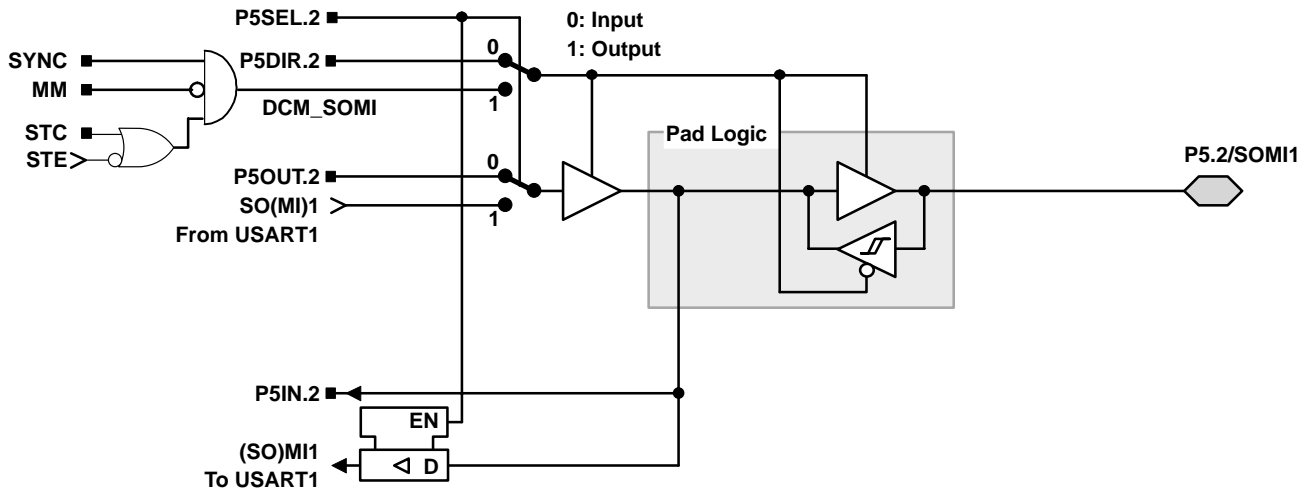 P5SEL.2
0: Input
1: Output
SYNC
P5DIR.2
0
MM
DCM_SOMI
1
STC
STE
Pad Logic
P5.2/SOMI1
P5OUT.2
0
SO(MI)1
1
From USART1
P5IN.2
EN
(SO)MI1
D
To USART1